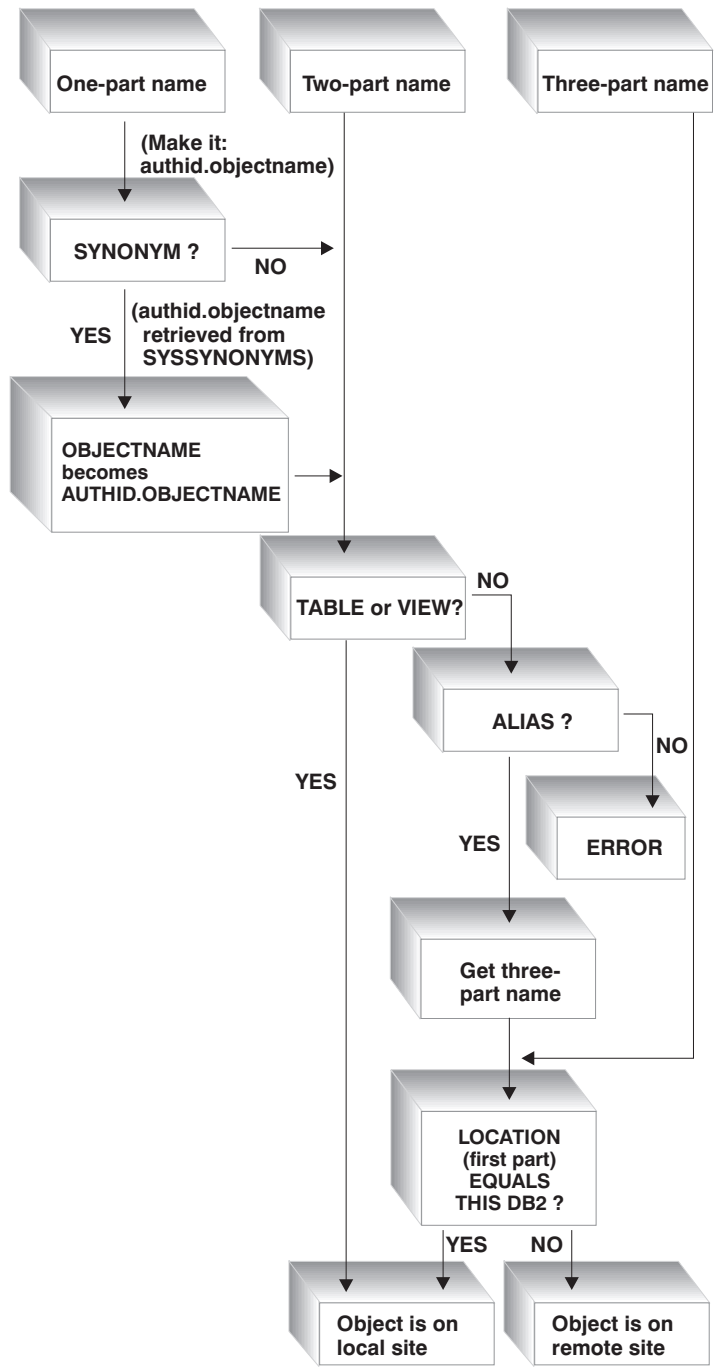 One-part name
Two-part name
Three-part name
(Make it:
authid.objectname)
SYNONYM ?
NO
YES
(authid.objectname
retrieved from
SYSSYNONYMS)
OBJECTNAME
becomes
AUTHID.OBJECTNAME
TABLE or VIEW?
NO
ALIAS ?
NO
YES
ERROR
YES
Get three-
part name
LOCATION
(first part)
EQUALS
THIS DB2 ?
YES
NO
Object is on
local site
Object is on
remote site